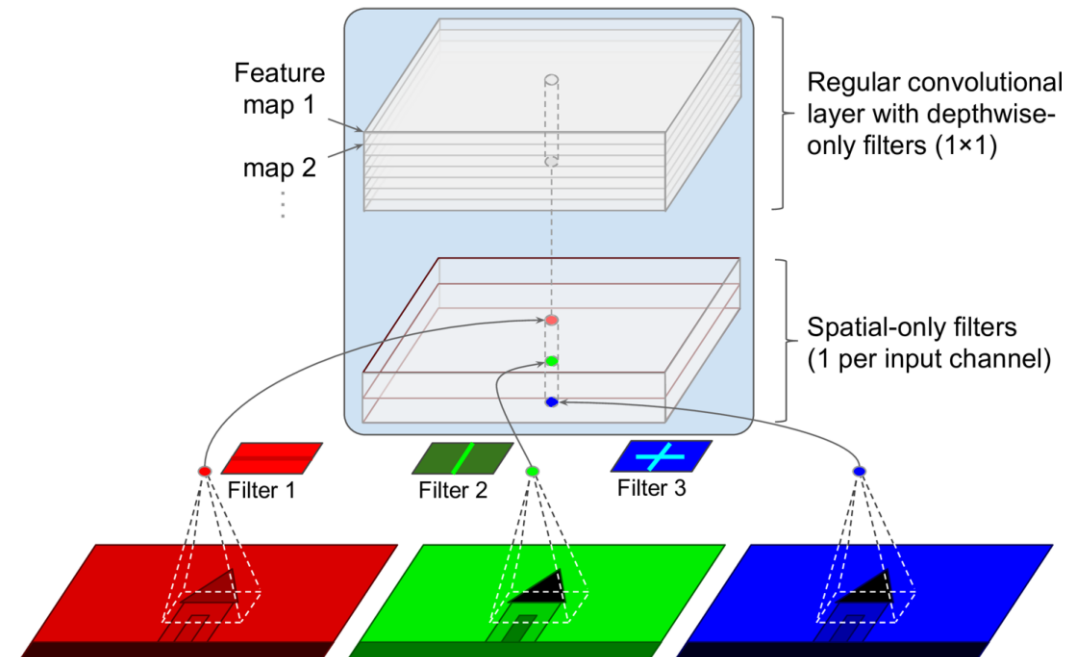 Feature
map 1
map 2
⋮
Regular convolutional
layer with depthwise-
only filters (1×1)
Spatial-only filters
(1 per input channel)
Filter 1
Filter 2
Filter 3